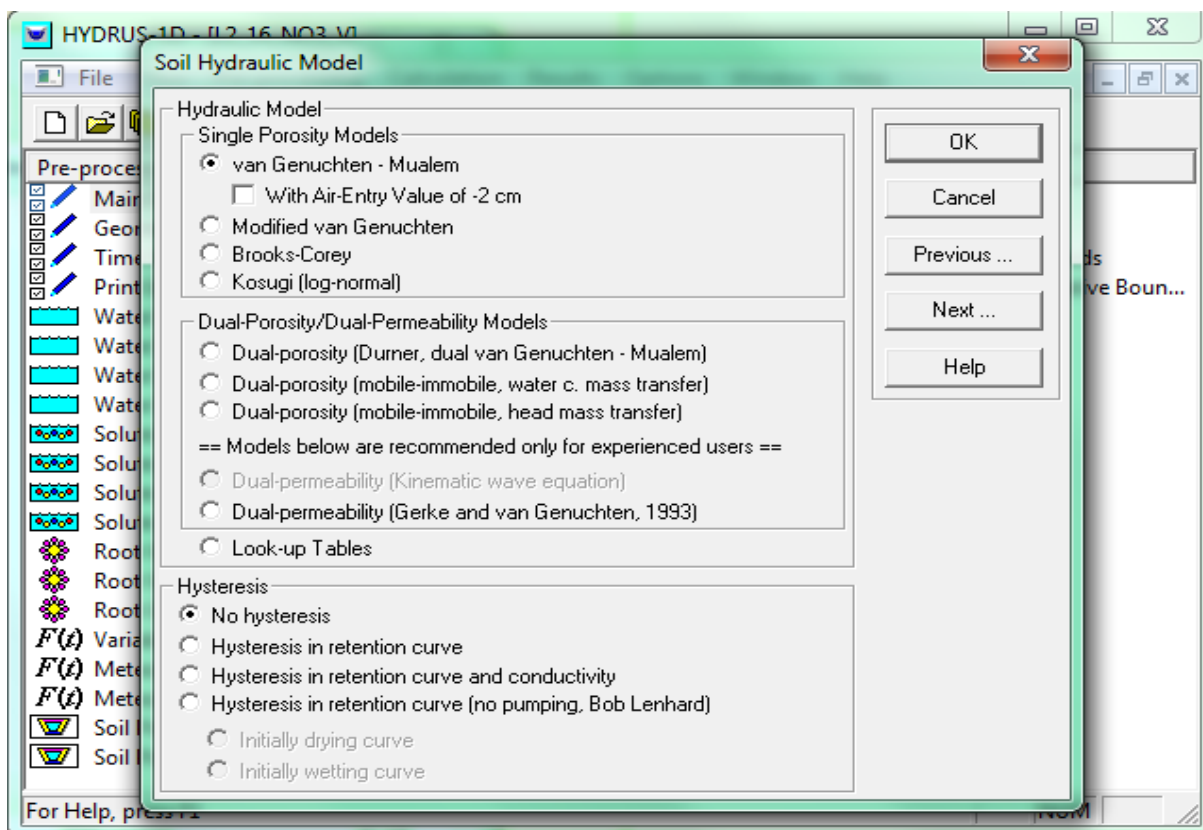 HYDRUS-1D - [L2_16_NO3_V]
Soil Hydraulic Model
File
Hydraulic Model
Single Porosity Models
van Genuchten - Mualem
With Air-Entry Value of -2 cm
Modified van Genuchten
Brooks-Corey
Kosugi (log-normal)
Dual-Porosity/Dual-Permeability Models
Dual-porosity (Durner, dual van Genuchten - Mualem)
Dual-porosity (mobile-immobile, water c. mass transfer)
Dual-porosity (mobile-immobile, head mass transfer)
== Models below are recommended only for experienced users ==
Dual-permeability (Kinematic wave equation)
Dual-permeability (Gerke and van Genuchten, 1993)
Look-up Tables
Hysteresis
No hysteresis
Hysteresis in retention curve
Hysteresis in retention curve and conductivity
Hysteresis in retention curve (no pumping, Bob Lenhard)
Initially drying curve
Initially wetting curve
OK
Cancel
Previous ...
Next ...
Help
Pre-proces
Main
Geor
Time
Print
Wate
Wate
Wate
Wate
Solu
Solu
Solu
Solu
Root
Root
Root
F(t) Varia
F(t) Mete
F(t) Mete
Soil
Soil
ds
ve Boun...
For Help, press F1
NUM